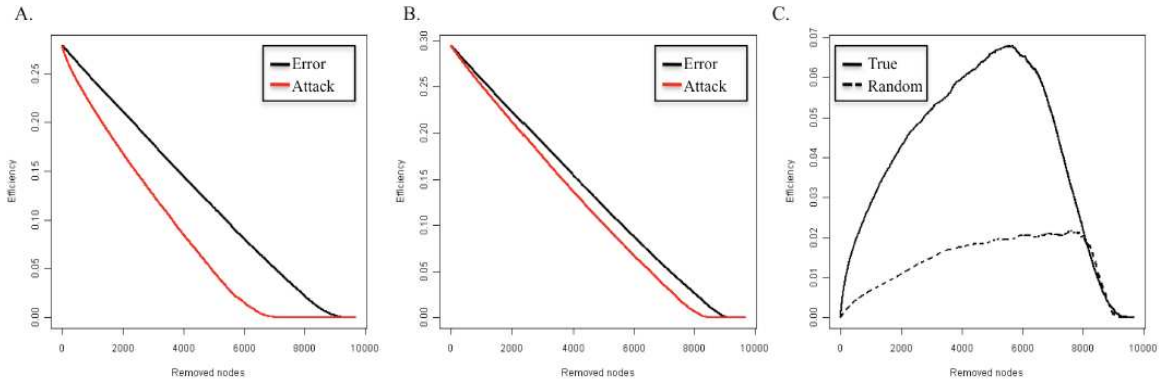 A.
B.
C.
Error
Attack
Efficiency
0.00
0.05
0.10
0.15
0.20
0.25
0
2000
4000
6000
8000
10000
Removed nodes
Error
Attack
Efficiency
0.00
0.05
0.10
0.15
0.20
0.25
0.30
0
2000
4000
6000
8000
10000
Removed nodes
True
Random
Efficiency
0.00
0.01
0.02
0.03
0.04
0.05
0.06
0.07
0
2000
4000
6000
8000
10000
Removed nodes